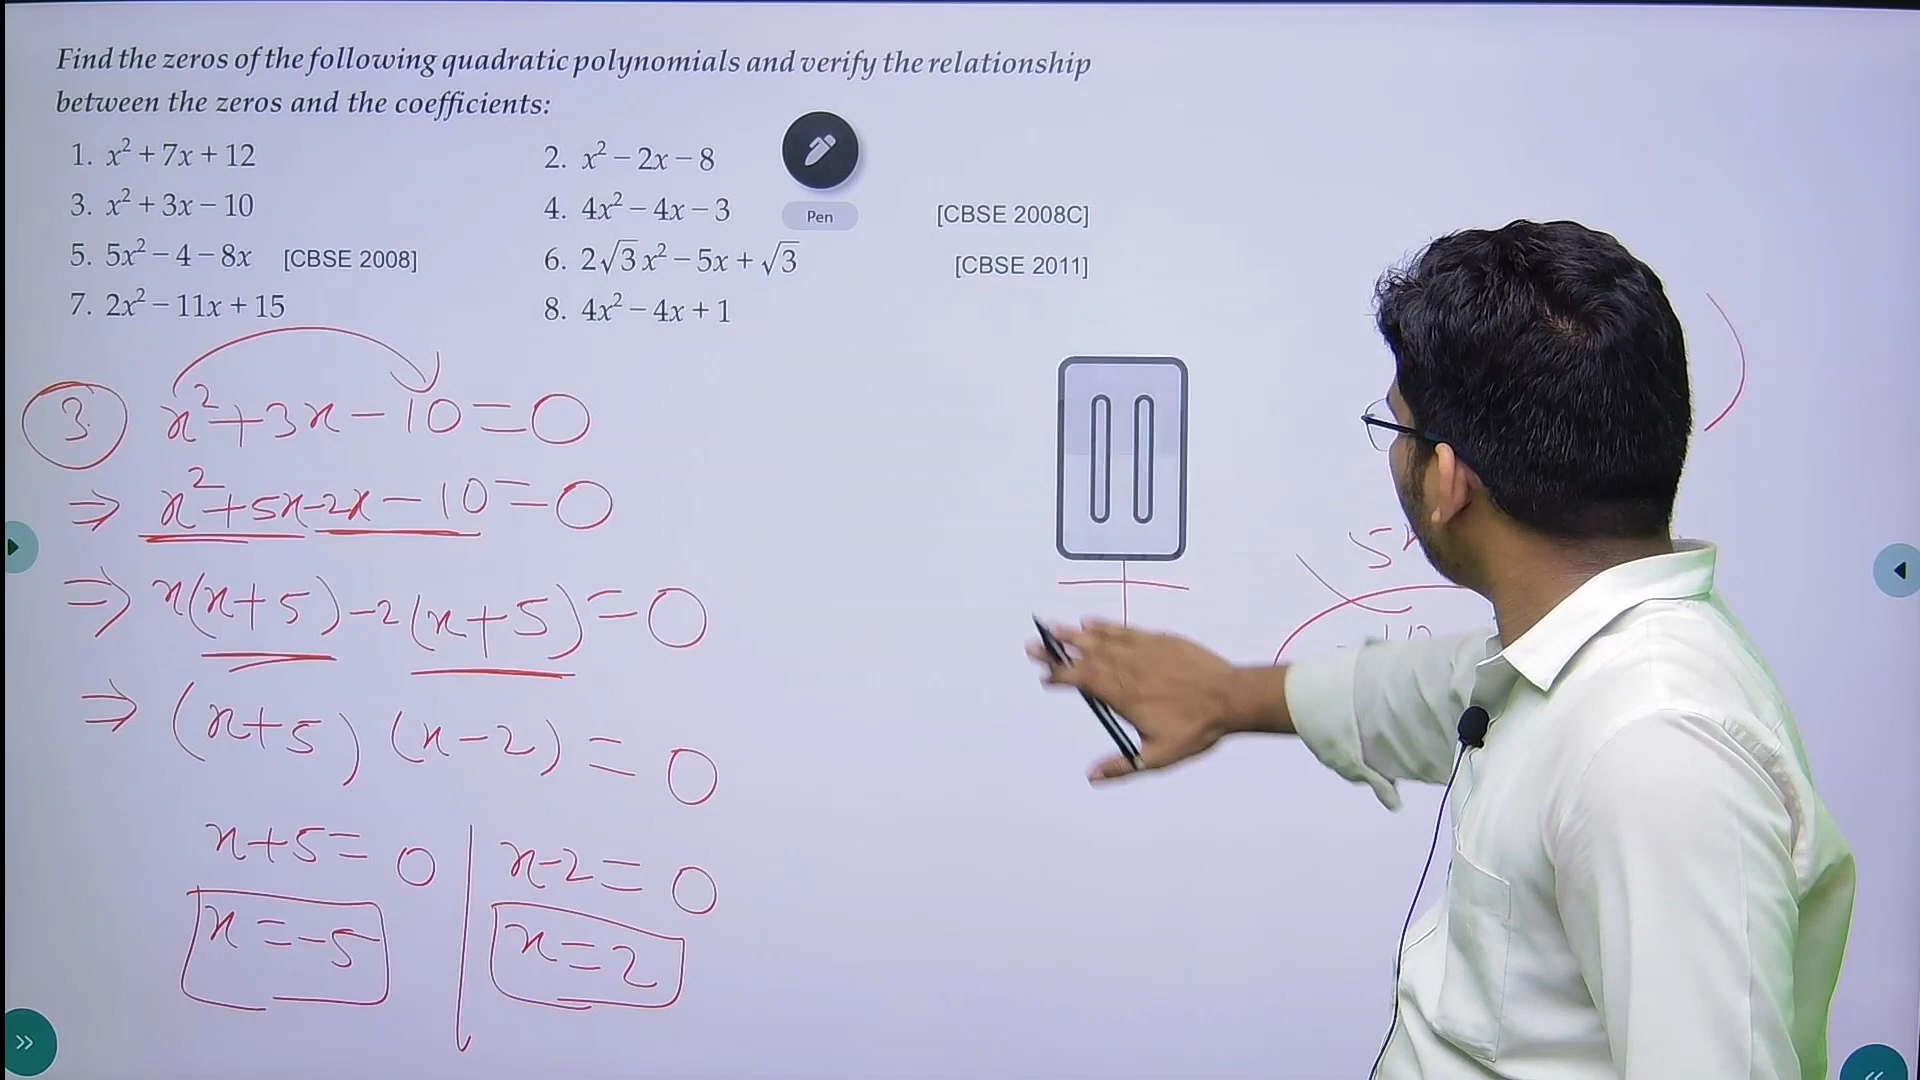 Find the zeros of the following quadratic polynomials and verify the relationship
between the zeros and the coefficients:
1. x² + 7x + 12
2. x² − 2x − 8
3. x² + 3x − 10
4. 4x² − 4x − 3 [CBSE 2008C]
Pen
5. 5x² − 4 − 8x [CBSE 2008]
6. 2√3x² − 5x + √3 [CBSE 2011]
7. 2x² − 11x + 15
8. 4x² − 4x + 1
3. x² + 3x − 10 = 0
⇒ x² + 5x − 2x − 10 = 0
⇒ x(x + 5) − 2(x + 5) = 0
⇒ (x + 5) (x − 2) = 0
x + 5 = 0 | x − 2 = 0
x = −5 | x = 2